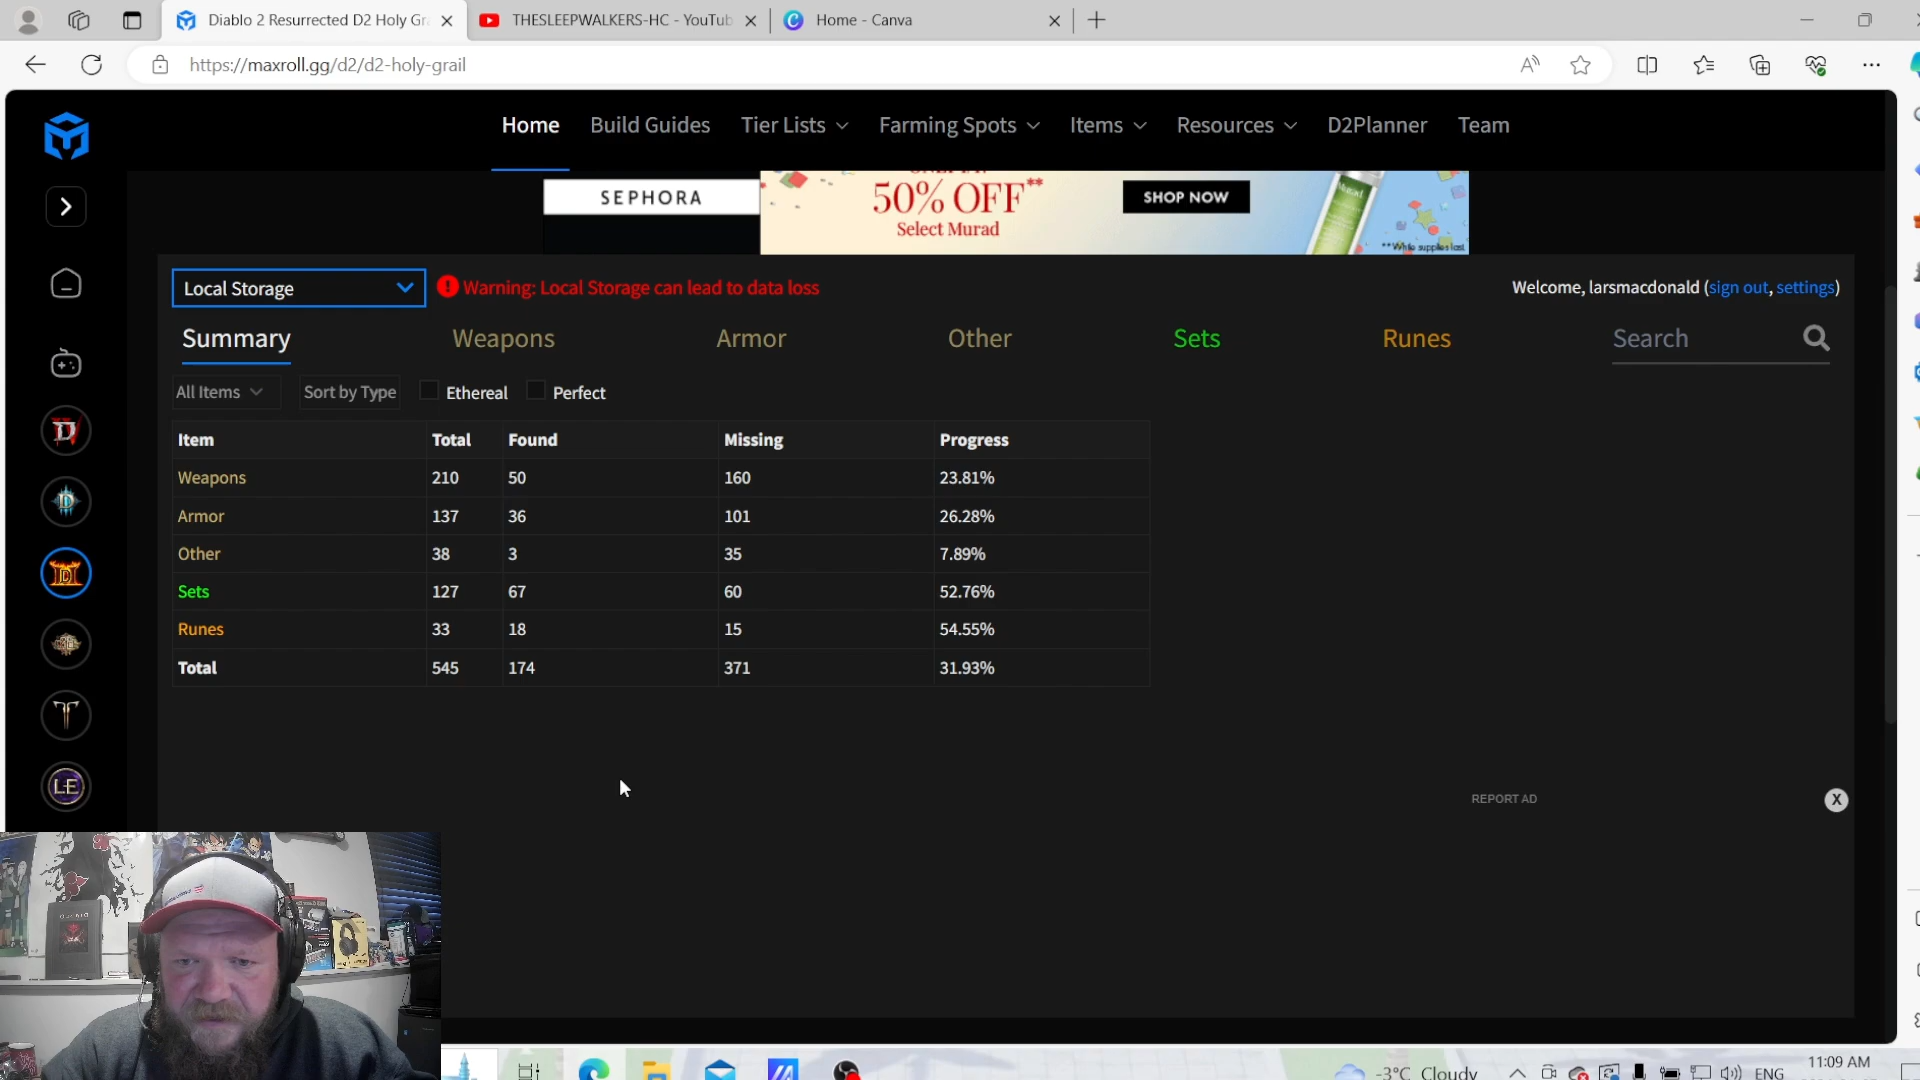 Diablo 2 Resurrected D2 Holy Gr
THESLEEPWALKERS-HC - YouTub
Home - Canva
https://maxroll.gg/d2/d2-holy-grail
Home
Build Guides
Tier Lists
Farming Spots
Items
Resources
D2Planner
Team
SEPHORA
50% OFF**
Select Murad
SHOP NOW
**While supplies last
Local Storage
Warning: Local Storage can lead to data loss
Welcome, larsmacdonald (sign out, settings)
Summary
Weapons
Armor
Other
Sets
Runes
Search
All Items
Sort by Type
Ethereal
Perfect
Item Total Found Missing Progress
Weapons 210 50 160 23.81%
Armor 137 36 101 26.28%
Other 38 3 35 7.89%
Sets 127 67 60 52.76%
Runes 33 18 15 54.55%
Total 545 174 371 31.93%
REPORT AD
X
LE
-3°C Cloudy
ENG
11:09 AM